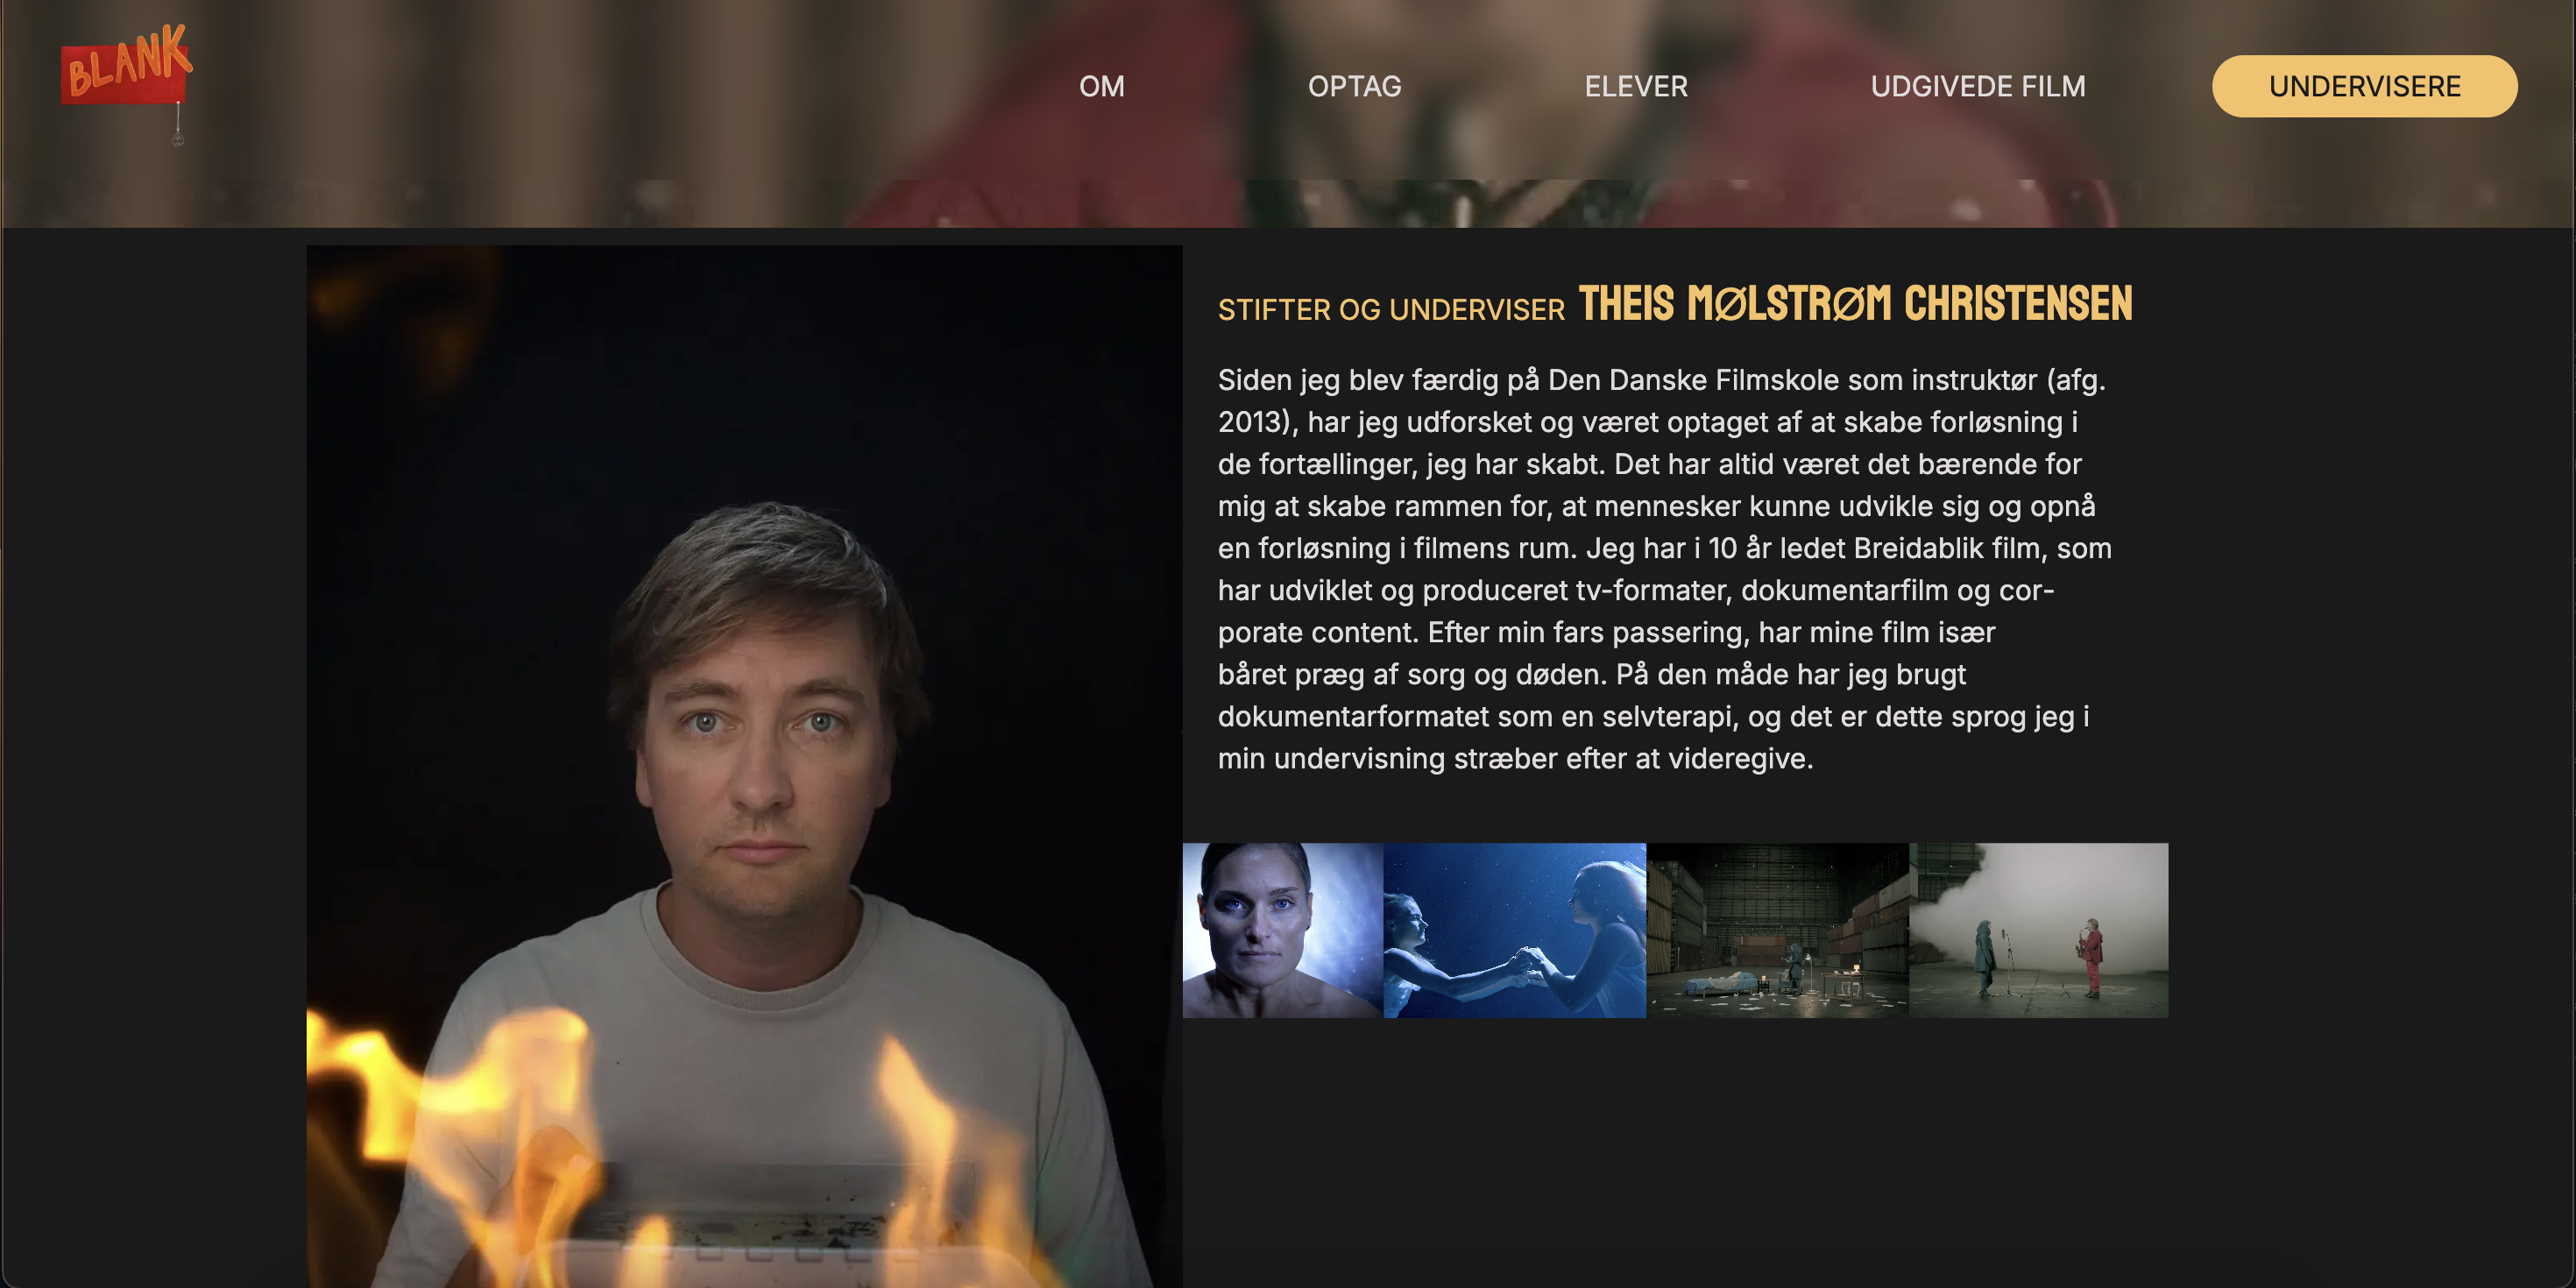 BLANK
OM
OPTAG
ELEVER
UDGIVEDE FILM
UNDERVISERE
STIFTER OG UNDERVISER THEIS MØLSTRØM CHRISTENSEN
Siden jeg blev færdig på Den Danske Filmskole som instruktør (afg.
2013), har jeg udforsket og været optaget af at skabe forløsning i
de fortællinger, jeg har skabt. Det har altid været det bærende for
mig at skabe rammen for, at mennesker kunne udvikle sig og opnå
en forløsning i filmens rum. Jeg har i 10 år ledet Breidablik film, som
har udviklet og produceret tv-formater, dokumentarfilm og cor-
porate content. Efter min fars passering, har mine film især
båret præg af sorg og døden. På den måde har jeg brugt
dokumentarformatet som en selvterapi, og det er dette sprog jeg i
min undervisning stræber efter at videregive.